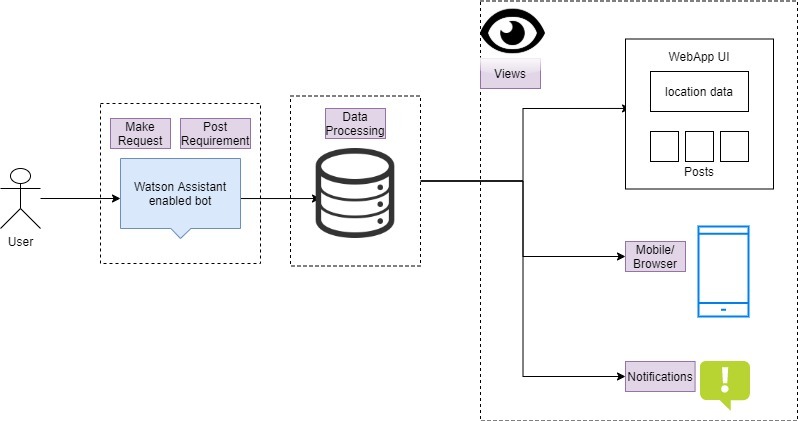 User
Make
Request
Post
Requirement
Watson Assistant
enabled bot
Data
Processing
Views
WebApp UI
location data
Posts
Mobile/
Browser
Notifications